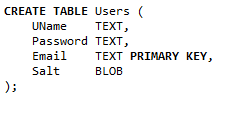 CREATE TABLE Users (
    UName    TEXT,
    Password TEXT,
    Email    TEXT PRIMARY KEY,
    Salt     BLOB
);